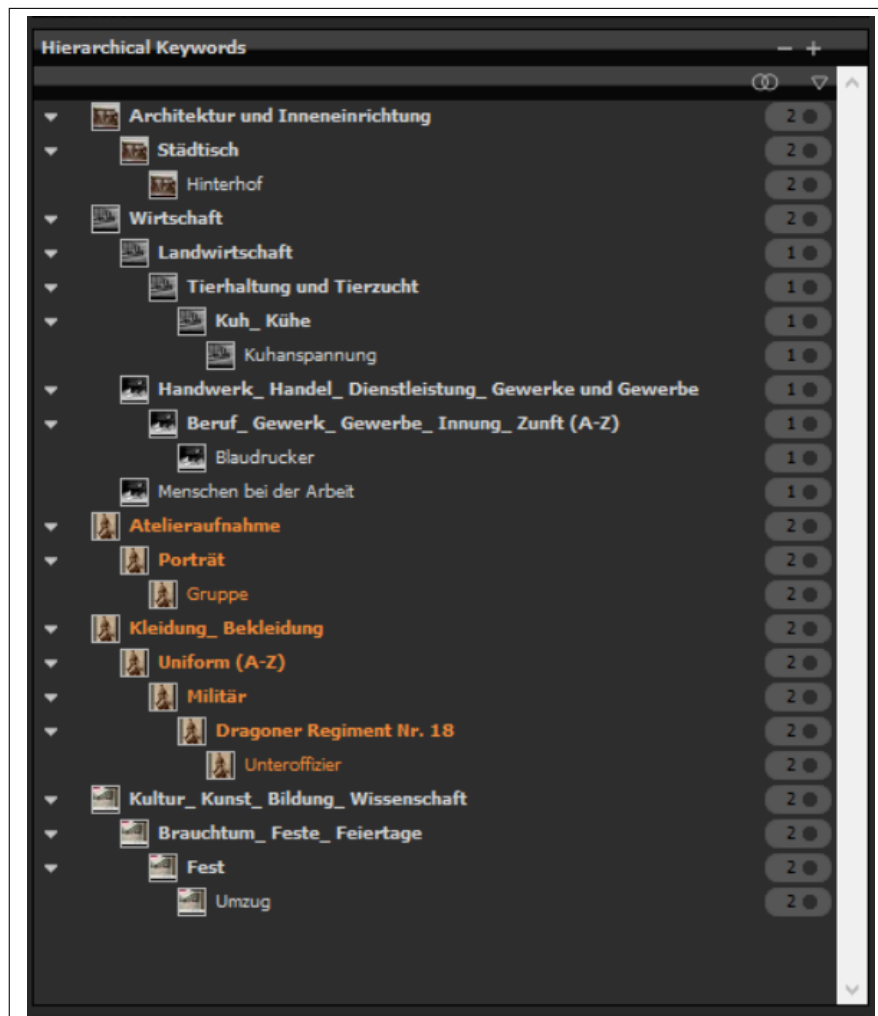 Hierarchical Keywords
Architektur und Inneneinrichtung 2
Städtisch 2
Hinterhof 2
Wirtschaft 2
Landwirtschaft 1
Tierhaltung und Tierzucht 1
Kuh_ Kühe 1
Kuhanspannung 1
Handwerk_ Handel_ Dienstleistung_ Gewerke und Gewerbe 1
Beruf_ Gewerk_ Gewerbe_ Innung_ Zunft (A-Z) 1
Blaudrucker 1
Menschen bei der Arbeit 1
Atelieraufnahme 2
Porträt 2
Gruppe 2
Kleidung_ Bekleidung 2
Uniform (A-Z) 2
Militär 2
Dragoner Regiment Nr. 18 2
Unteroffizier 2
Kultur_ Kunst_ Bildung_ Wissenschaft 2
Brauchtum_ Feste_ Feiertage 2
Fest 2
Umzug 2